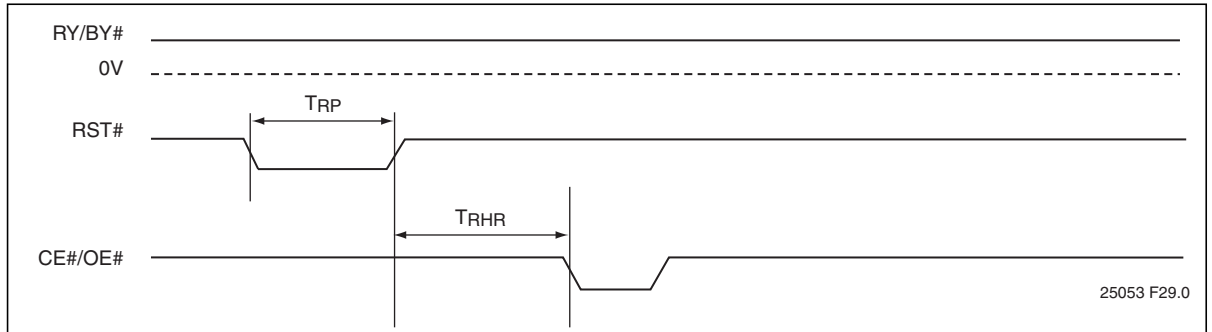 RY/BY#
0V
TRP
RST#
TRHR
CE#/OE#
25053 F29.0